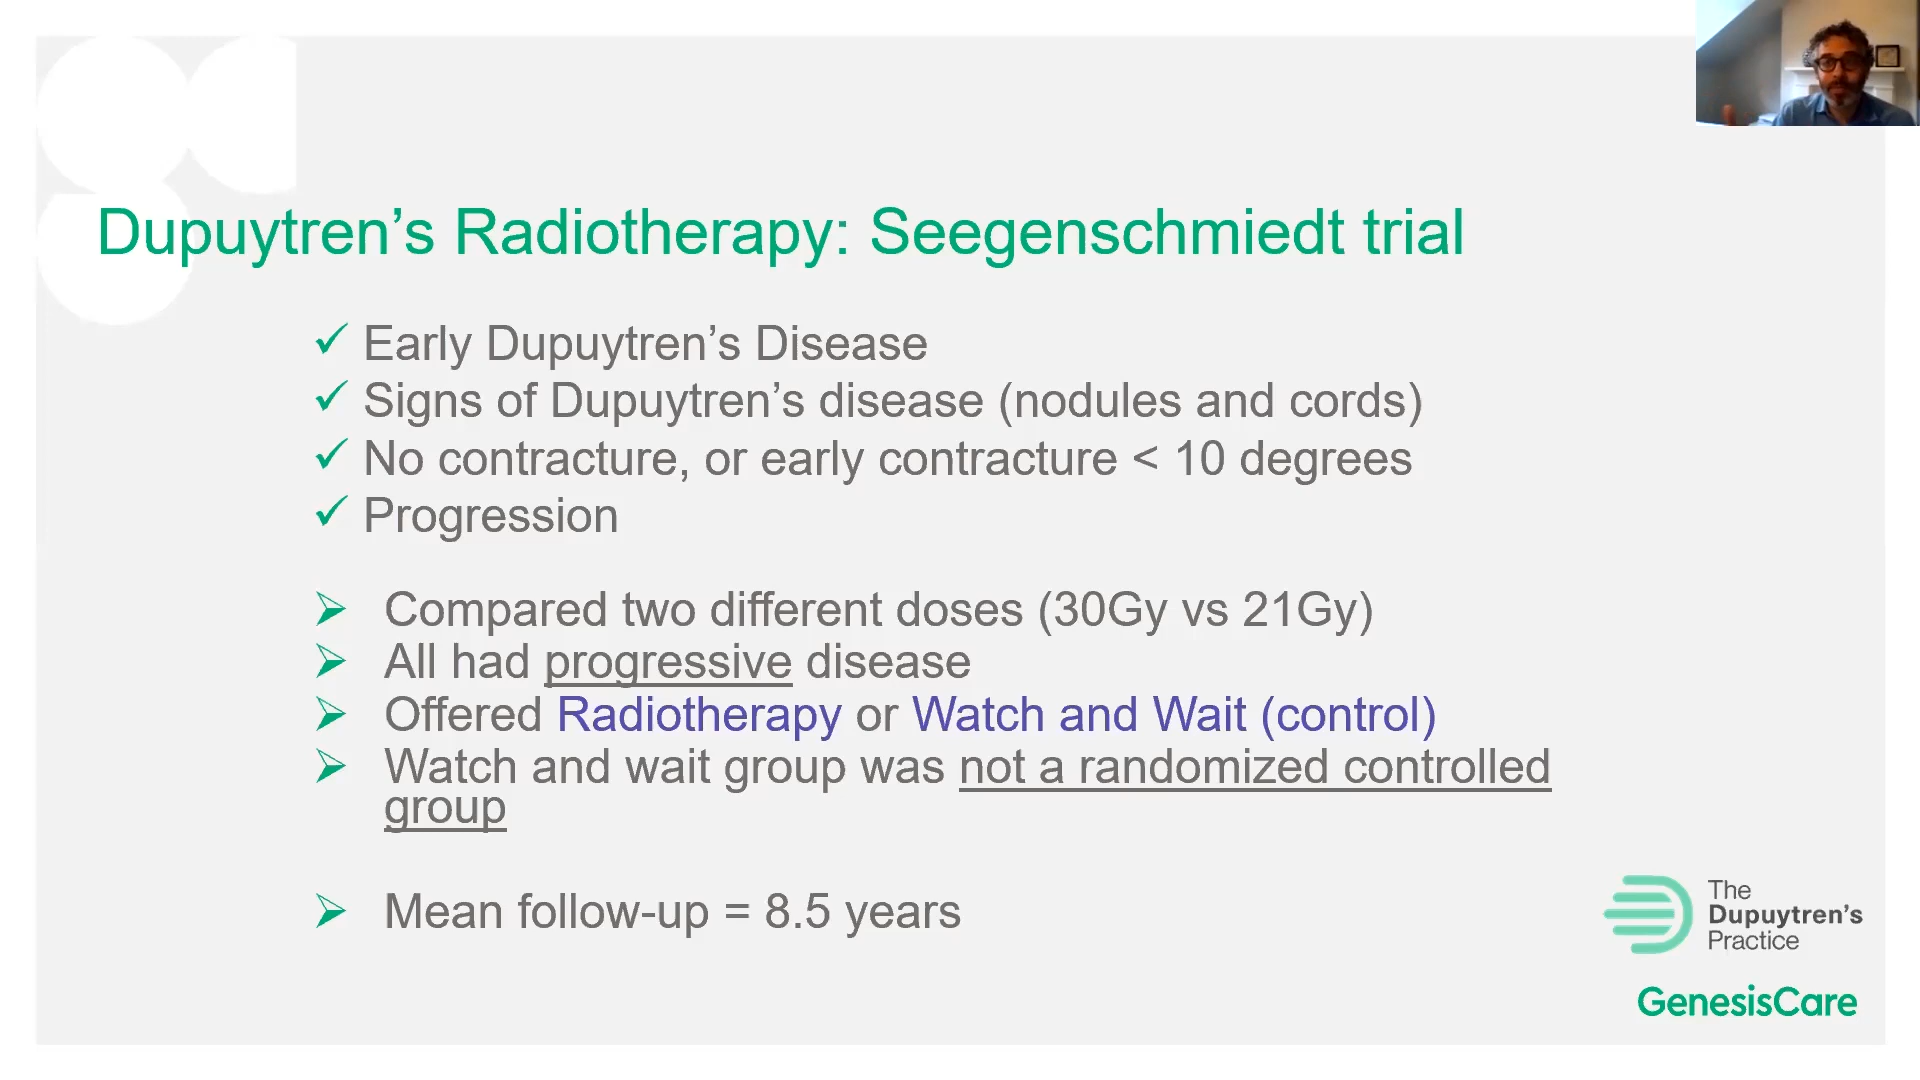 Dupuytren’s Radiotherapy: Seegenschmiedt trial
Early Dupuytren’s Disease
Signs of Dupuytren’s disease (nodules and cords)
No contracture, or early contracture < 10 degrees
Progression
Compared two different doses (30Gy vs 21Gy)
All had progressive disease
Offered Radiotherapy or Watch and Wait (control)
Watch and wait group was not a randomized controlled
group
Mean follow-up = 8.5 years
The
Dupuytren’s
Practice
GenesisCare